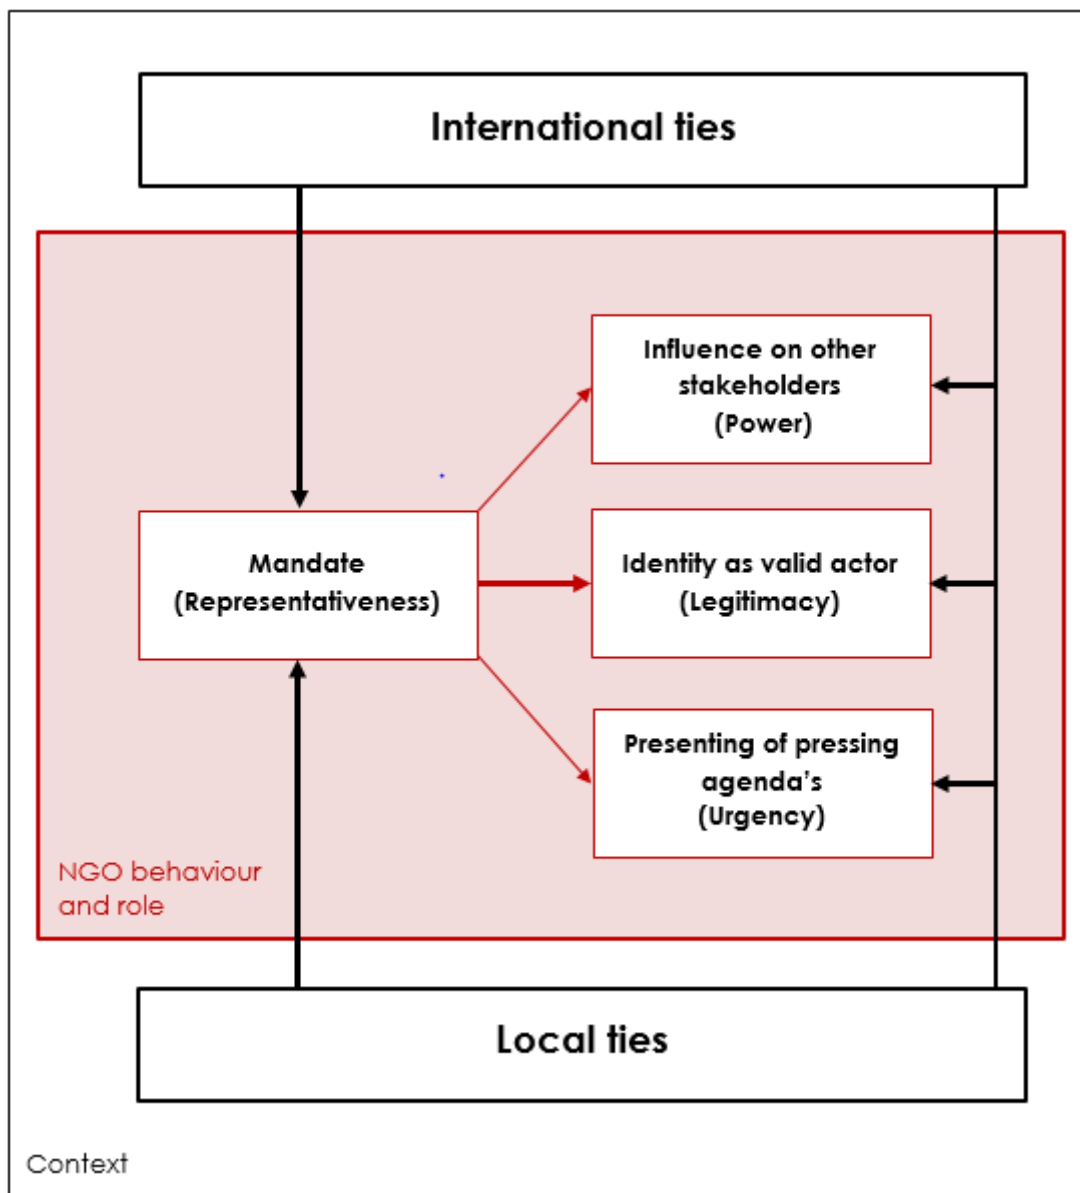 International ties
Influence on other
stakeholders
(Power)
Mandate
(Representativeness)
Identity as valid actor
(Legitimacy)
Presenting of pressing
agenda's
(Urgency)
NGO behaviour
and role
Local ties
Context